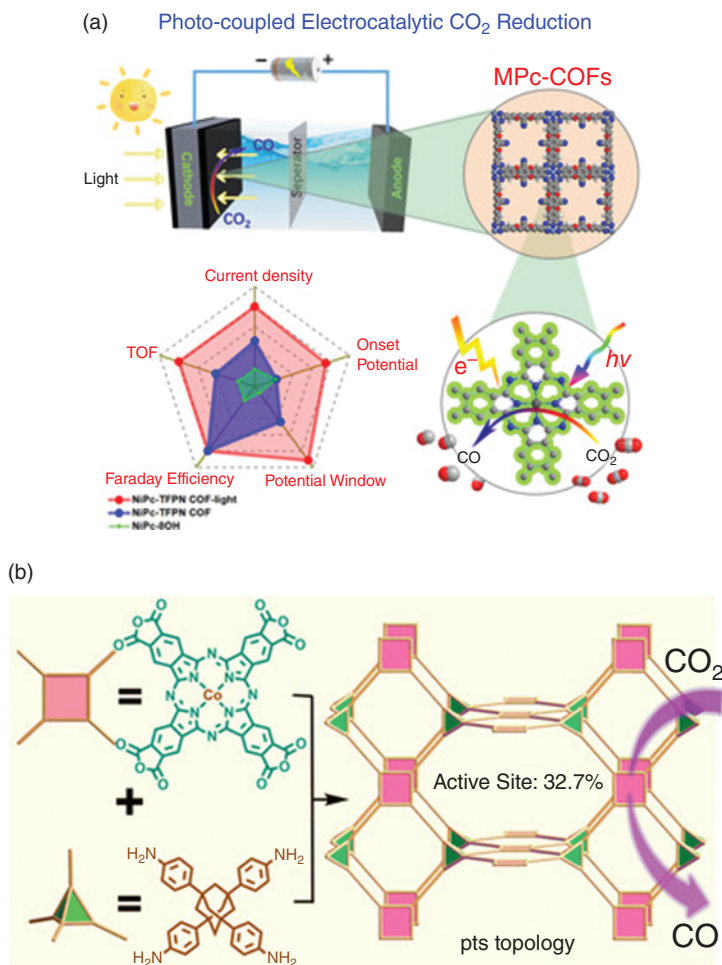 (a)
Photo-coupled Electrocatalytic CO₂ Reduction
− +
MPc-COFs
Light
Cathode
CO
CO₂
Seperator
Anode
Current density
TOF
Onset
Potential
Faraday Efficiency
Potential Window
NiPc-TFPN COF-light
NiPc-TFPN COF
NiPc-8OH
e⁻
hν
CO
CO₂
(b)
O O O O O O
O O O O O O
N N N
N Co N
N N N
=
+
=
H₂N NH₂
H₂N NH₂
CO₂
Active Site: 32.7%
CO
pts topology